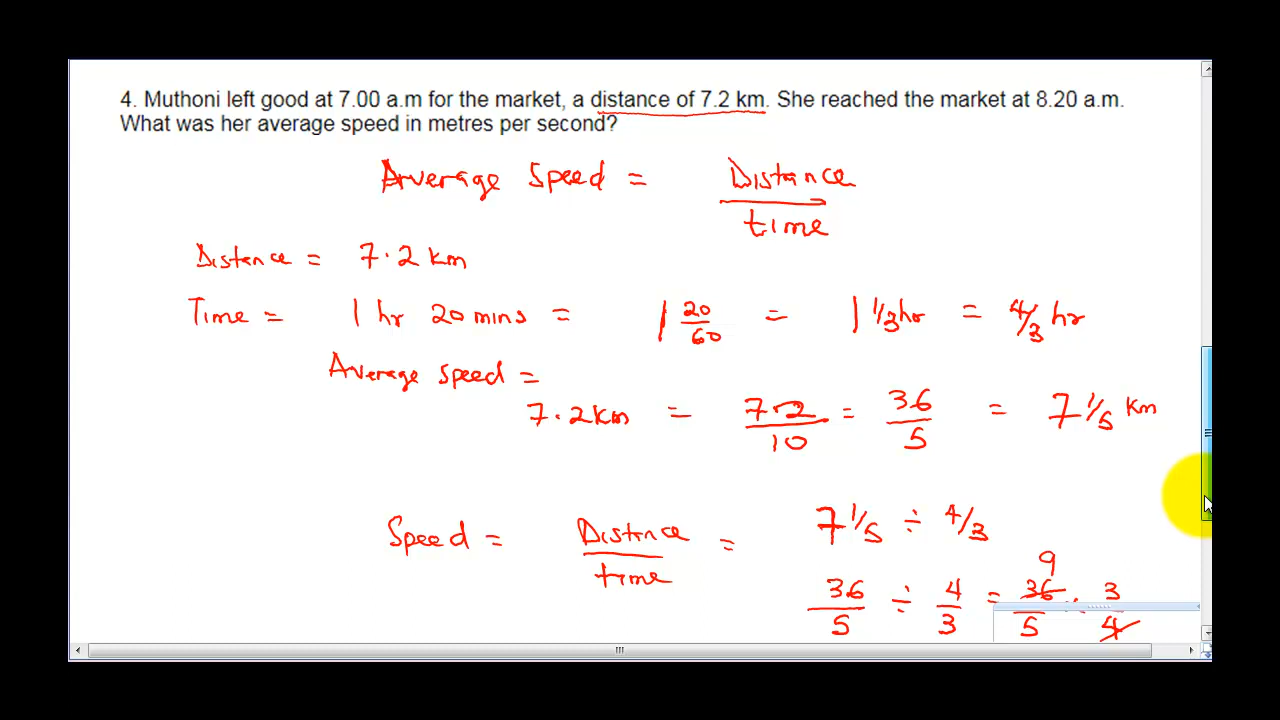 4. Muthoni left good at 7.00 a.m for the market, a distance of 7.2 km. She reached the market at 8.20 a.m.
What was her average speed in metres per second?
Average Speed = Distance / time
Distance = 7.2 km
Time = 1 hr 20 mins = 1 20/60 = 1 1/3 hr = 4/3 hr
Average speed =
7.2 km = 7.2/10 = 36/5 = 7 1/5 km
Speed = Distance / time = 7 1/5 ÷ 4/3
9
36/5 ÷ 4/3 = 36/5 3/4